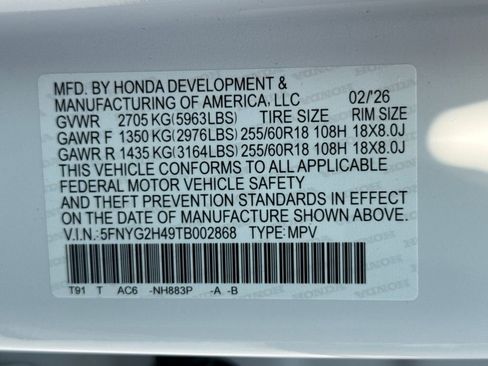 MFD. BY HONDA DEVELOPMENT &
MANUFACTURING OF AMERICA, LLC 02/'26
GVWR 2705 KG(5963LBS) TIRE SIZE RIM SIZE
GAWR F 1350 KG(2976LBS) 255/60R18 108H 18X8.0J
GAWR R 1435 KG(3164LBS) 255/60R18 108H 18X8.0J
THIS VEHICLE CONFORMS TO ALL APPLICABLE
FEDERAL MOTOR VEHICLE SAFETY
AND THEFT PREVENTION STANDARDS IN EFFECT
ON THE DATE OF MANUFACTURE SHOWN ABOVE.
V.I.N.: 5FNYG2H49TB002868 TYPE: MPV
T91 T AC6 -NH883P -A -B